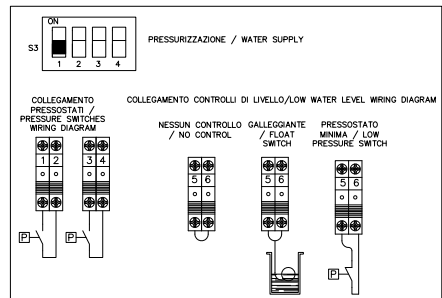 ON
S3
1 2 3 4
PRESSURIZZAZIONE / WATER SUPPLY
COLLEGAMENTO
PRESSOSTATI /
PRESSURE SWITCHES
WIRING DIAGRAM
COLLEGAMENTO CONTROLLI DI LIVELLO/LOW WATER LEVEL WIRING DIAGRAM
NESSUN CONTROLLO
/ NO CONTROL
GALLEGGIANTE
/ FLOAT
SWITCH
PRESSOSTATO
MINIMA / LOW
PRESSURE SWITCH
1 2
3 4
5 6
5 6
5 6
P
P
P